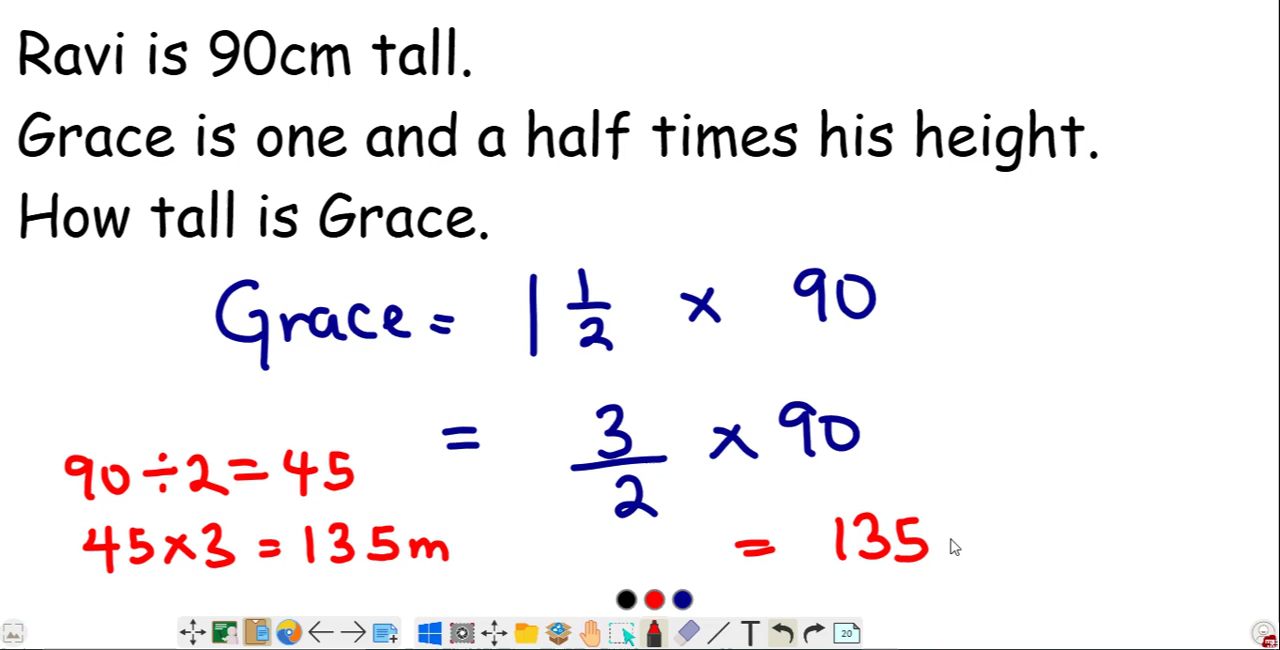 Ravi is 90cm tall.
Grace is one and a half times his height.
How tall is Grace.
Grace = 1 1/2 × 90
= 3/2 × 90
90 ÷ 2 = 45
45 × 3 = 135m
= 135
20